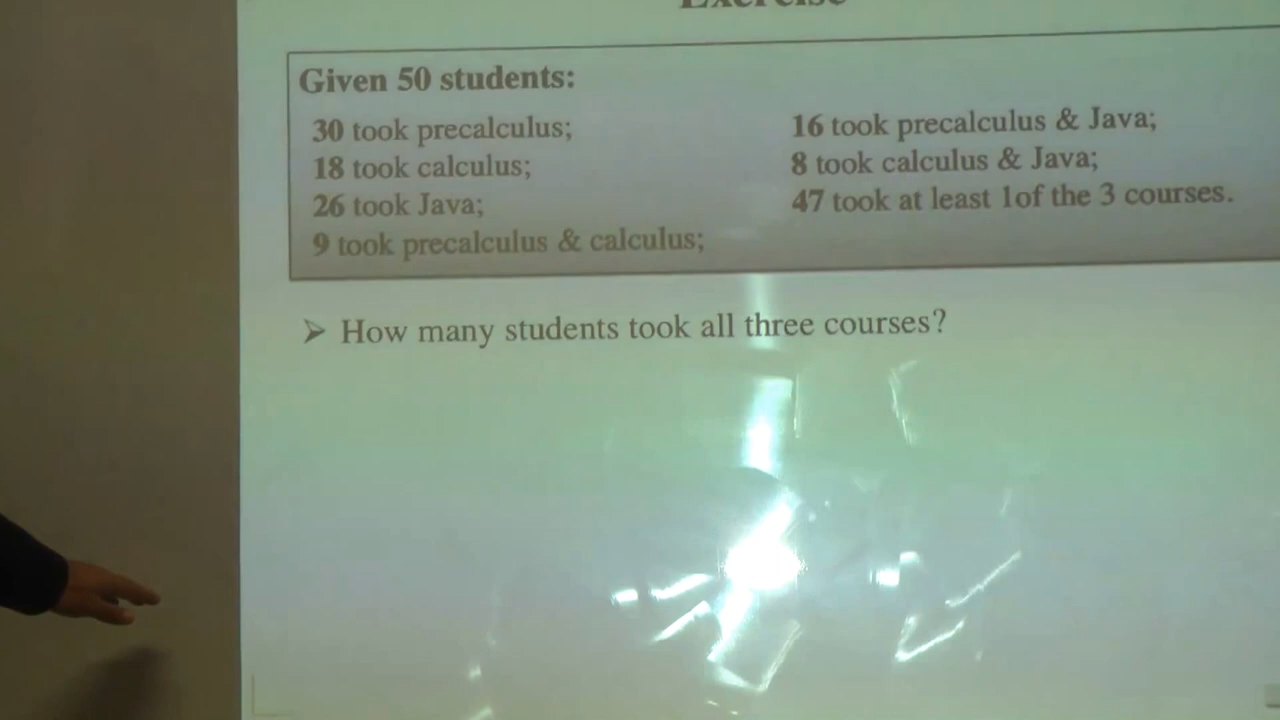 Exercise
Given 50 students:
30 took precalculus;
18 took calculus;
26 took Java;
9 took precalculus & calculus;
16 took precalculus & Java;
8 took calculus & Java;
47 took at least 1of the 3 courses.
➢ How many students took all three courses?